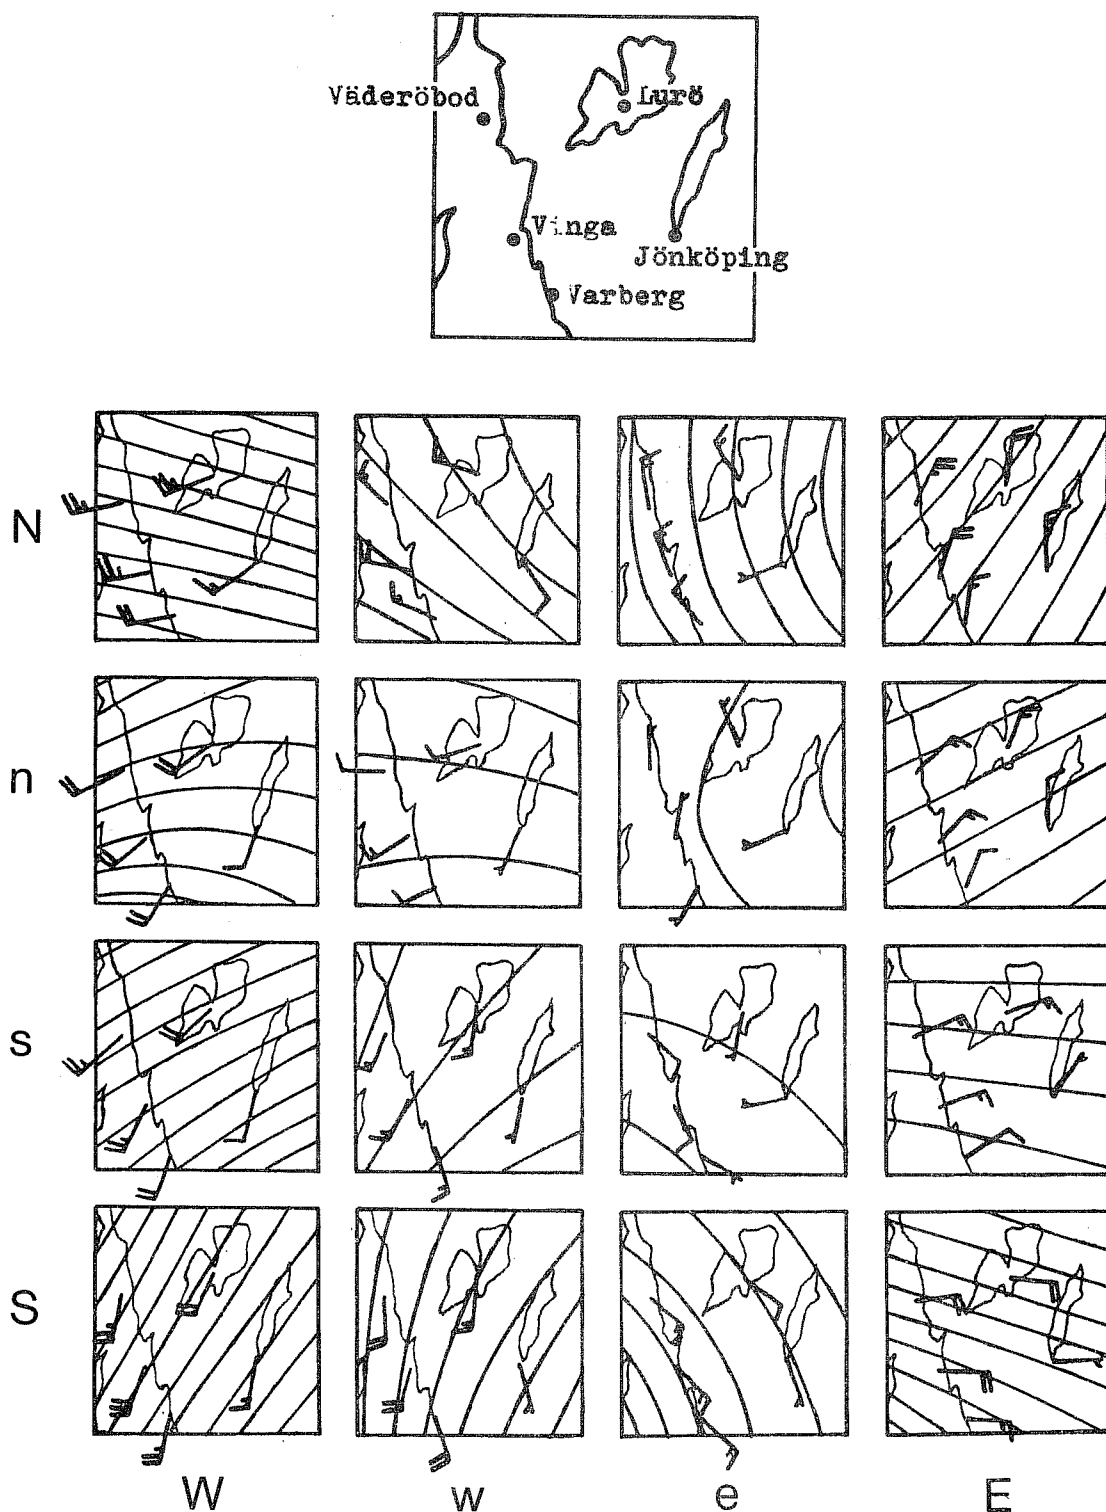 Väderöbod
Lurö
Vinga
Jönköping
Varberg
N
n
s
S
W w e E